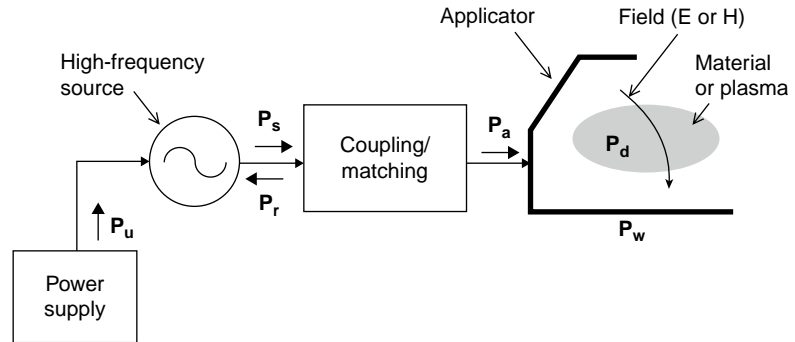 Applicator
Field (E or H)
High-frequency
source
Material
or plasma
Ps
Coupling/
matching
Pa
Pd
Pr
Pu
Pw
Power
supply